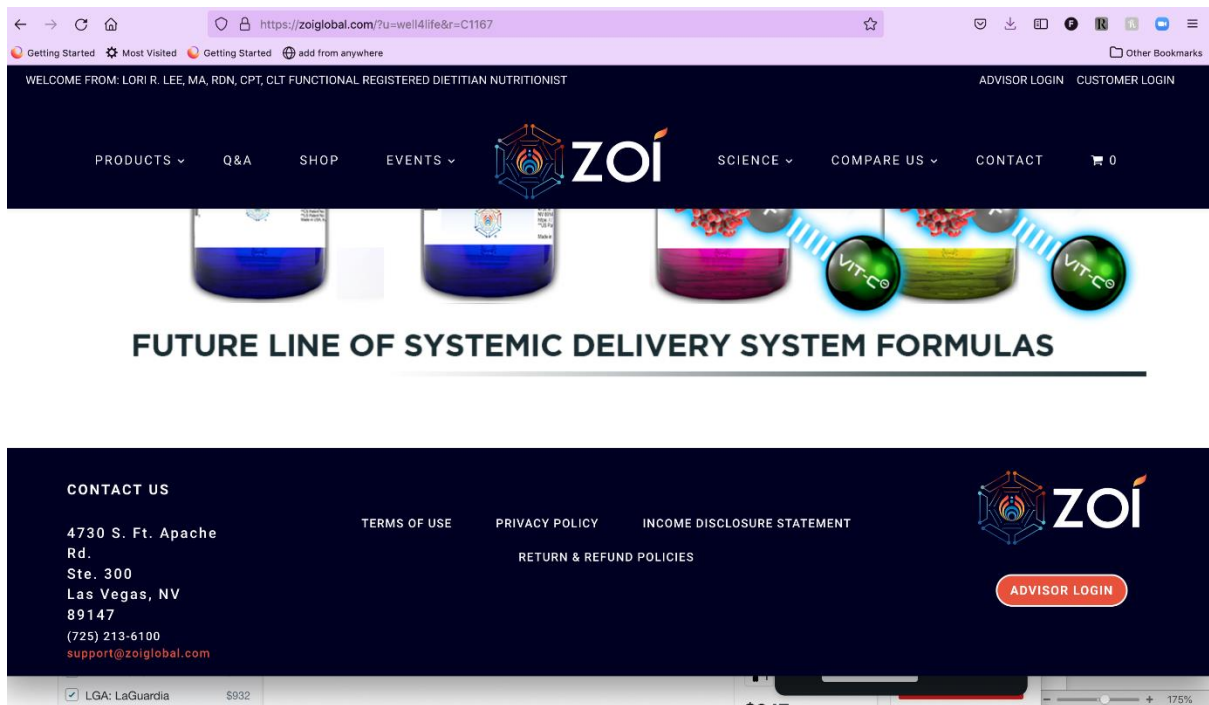 https://zoiglobal.com/?u=well4life&r=C1167
Getting Started Most Visited Getting Started add from anywhere Other Bookmarks
WELCOME FROM: LORI R. LEE, MA, RDN, CPT, CLT FUNCTIONAL REGISTERED DIETITIAN NUTRITIONIST ADVISOR LOGIN CUSTOMER LOGIN
PRODUCTS Q&A SHOP EVENTS ZOÍ SCIENCE COMPARE US CONTACT 0
VIT-C VIT-C
FUTURE LINE OF SYSTEMIC DELIVERY SYSTEM FORMULAS
CONTACT US
4730 S. Ft. Apache
Rd.
Ste. 300
Las Vegas, NV
89147
(725) 213-6100
support@zoiglobal.com
TERMS OF USE PRIVACY POLICY INCOME DISCLOSURE STATEMENT
RETURN & REFUND POLICIES
ZOÍ
ADVISOR LOGIN
LGA: LaGuardia $932
175%